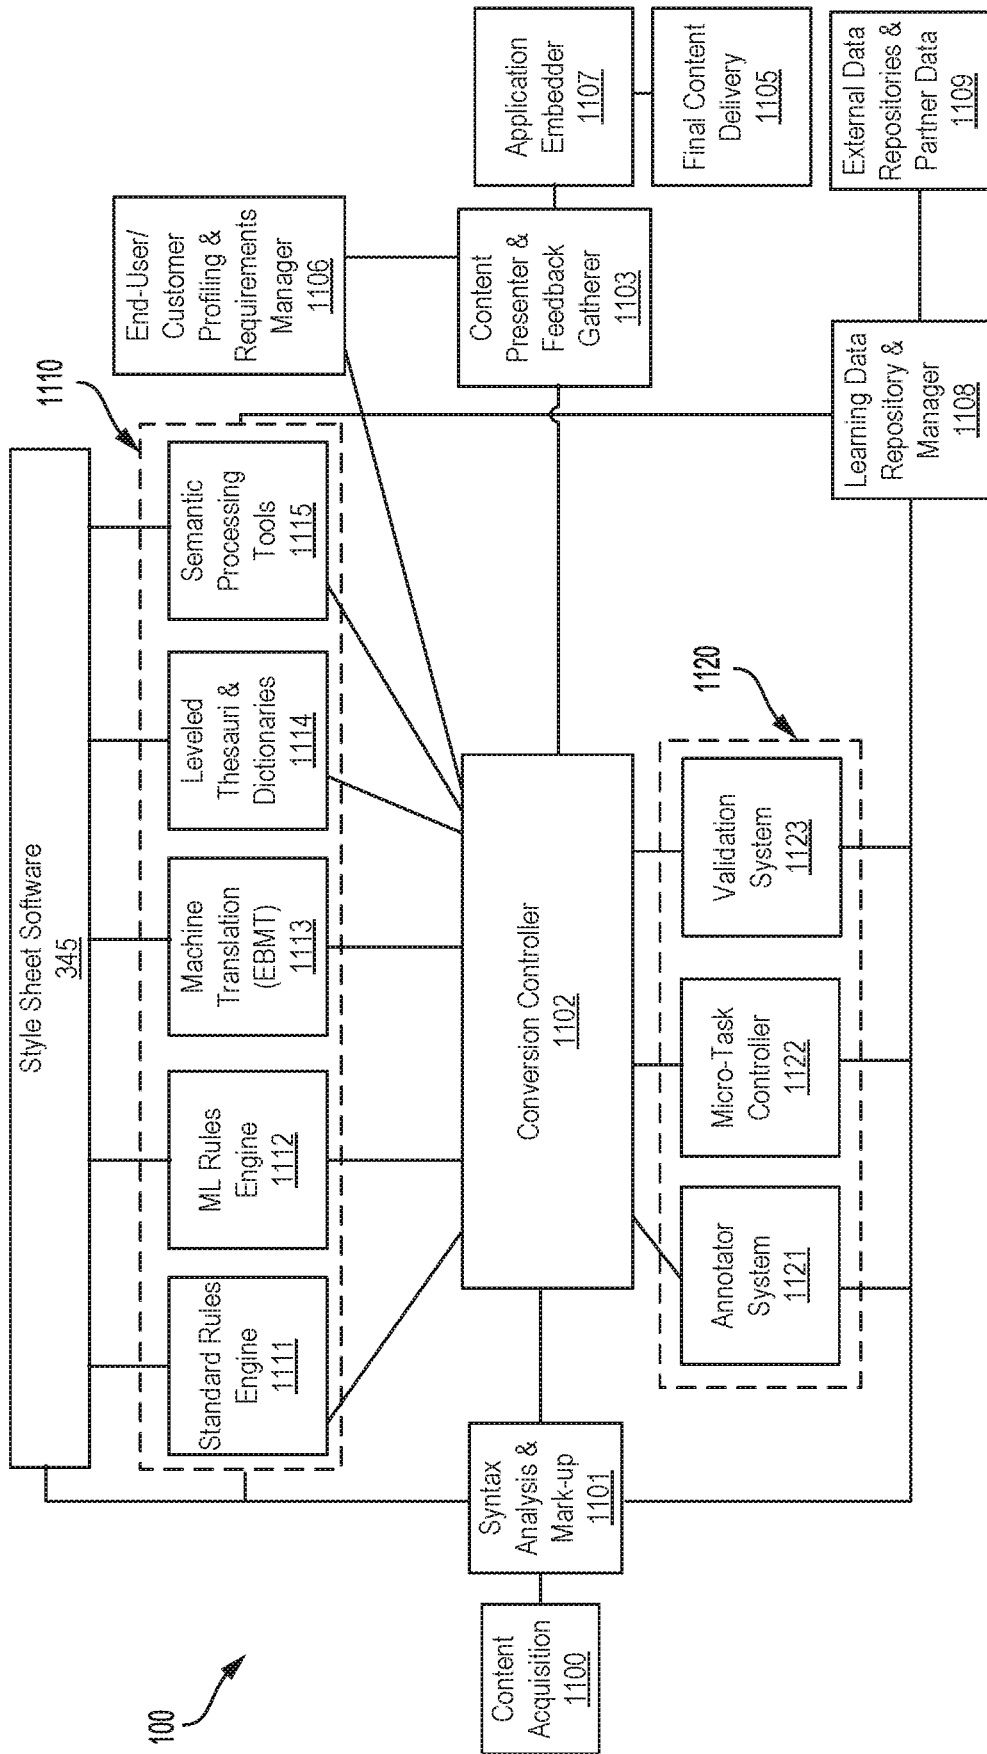 100
Style Sheet Software
345
1110
Standard Rules
Engine
1111
ML Rules
Engine
1112
Machine
Translation
(EBMT)
1113
Leveled
Thesauri &
Dictionaries
1114
Semantic
Processing
Tools
1115
End-User/
Customer
Profiling &
Requirements
Manager
1106
Content
Acquisition
1100
Syntax
Analysis &
Mark-up
1101
Conversion Controller
1102
Content
Presenter &
Feedback
Gatherer
1103
Application
Embedder
1107
Final Content
Delivery
1105
1120
Annotator
System
1121
Micro-Task
Controller
1122
Validation
System
1123
Learning Data
Repository &
Manager
1108
External Data
Repositories &
Partner Data
1109